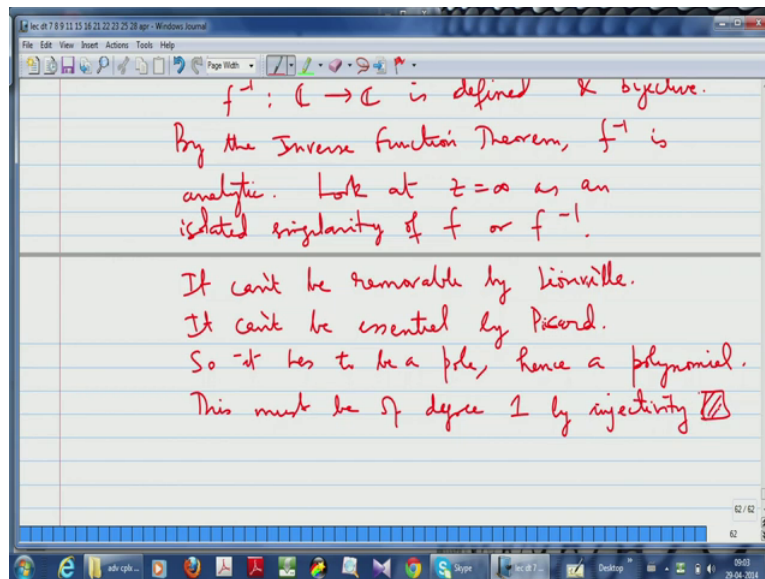 lec dt 7 8 9 11 15 16 21 22 23 25 28 apr - Windows Journal
File Edit View Insert Actions Tools Help
Page Width
f⁻¹ : ℂ → ℂ is defined & bijective.
By the Inverse Function Theorem, f⁻¹ is
analytic. Look at z=∞ as an
isolated singularity of f or f⁻¹.
It can't be removable by Liouville.
It can't be essential by Picard.
So it has to be a pole, hence a polynomial.
This must be of degree 1 by injectivity
62 / 62
62
adv cplx ...
Skype
lec dt 7 ...
Desktop
09:03
29-04-2014